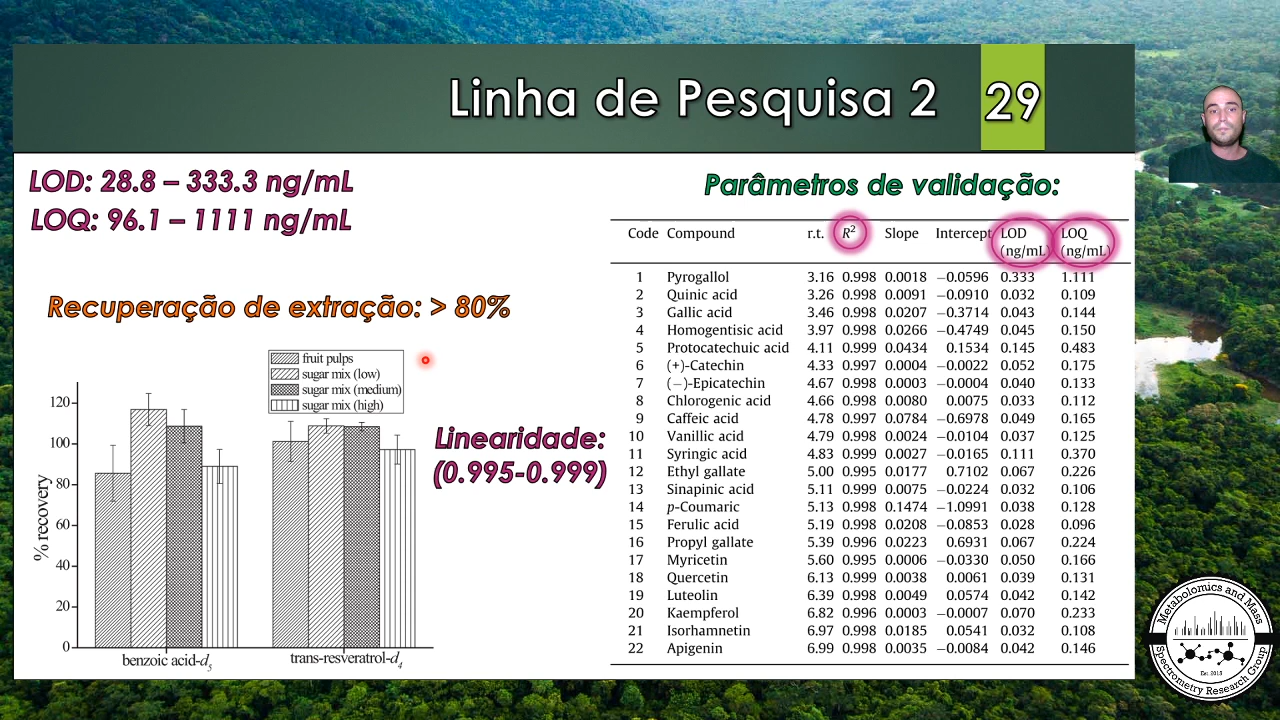 Linha de Pesquisa 2
29
LOD: 28.8 – 333.3 ng/mL
LOQ: 96.1 – 1111 ng/mL
Recuperação de extração: > 80%
fruit pulps
sugar mix (low)
sugar mix (medium)
sugar mix (high)
% recovery
120
100
80
60
40
20
0
benzoic acid-d5
trans-resveratrol-d4
Linearidade:
(0.995-0.999)
Parâmetros de validação:
Code Compound r.t. R² Slope Intercept LOD (ng/mL) LOQ (ng/mL)
1 Pyrogallol 3.16 0.998 0.0018 −0.0596 0.333 1.111
2 Quinic acid 3.26 0.998 0.0091 −0.0910 0.032 0.109
3 Gallic acid 3.46 0.998 0.0207 −0.3714 0.043 0.144
4 Homogentisic acid 3.97 0.998 0.0266 −0.4749 0.045 0.150
5 Protocatechuic acid 4.11 0.999 0.0434 0.1534 0.145 0.483
6 (+)-Catechin 4.33 0.997 0.0004 −0.0022 0.052 0.175
7 (−)-Epicatechin 4.67 0.998 0.0003 −0.0004 0.040 0.133
8 Chlorogenic acid 4.66 0.998 0.0080 0.0075 0.033 0.112
9 Caffeic acid 4.78 0.997 0.0784 −0.6978 0.049 0.165
10 Vanillic acid 4.79 0.998 0.0024 −0.0104 0.037 0.125
11 Syringic acid 4.83 0.999 0.0027 −0.0165 0.111 0.370
12 Ethyl gallate 5.00 0.995 0.0177 0.7102 0.067 0.226
13 Sinapinic acid 5.11 0.999 0.0075 −0.0224 0.032 0.106
14 p-Coumaric 5.13 0.998 0.1474 −1.0991 0.038 0.128
15 Ferulic acid 5.19 0.998 0.0208 −0.0853 0.028 0.096
16 Propyl gallate 5.39 0.996 0.0223 0.6931 0.067 0.224
17 Myricetin 5.60 0.995 0.0006 −0.0330 0.050 0.166
18 Quercetin 6.13 0.999 0.0038 0.0061 0.039 0.131
19 Luteolin 6.39 0.998 0.0049 0.0574 0.042 0.142
20 Kaempferol 6.82 0.996 0.0003 −0.0007 0.070 0.233
21 Isorhamnetin 6.97 0.998 0.0185 0.0541 0.032 0.108
22 Apigenin 6.99 0.998 0.0035 −0.0084 0.042 0.146
Metabolomics and Mass
Spectrometry Research Group
Est 2015